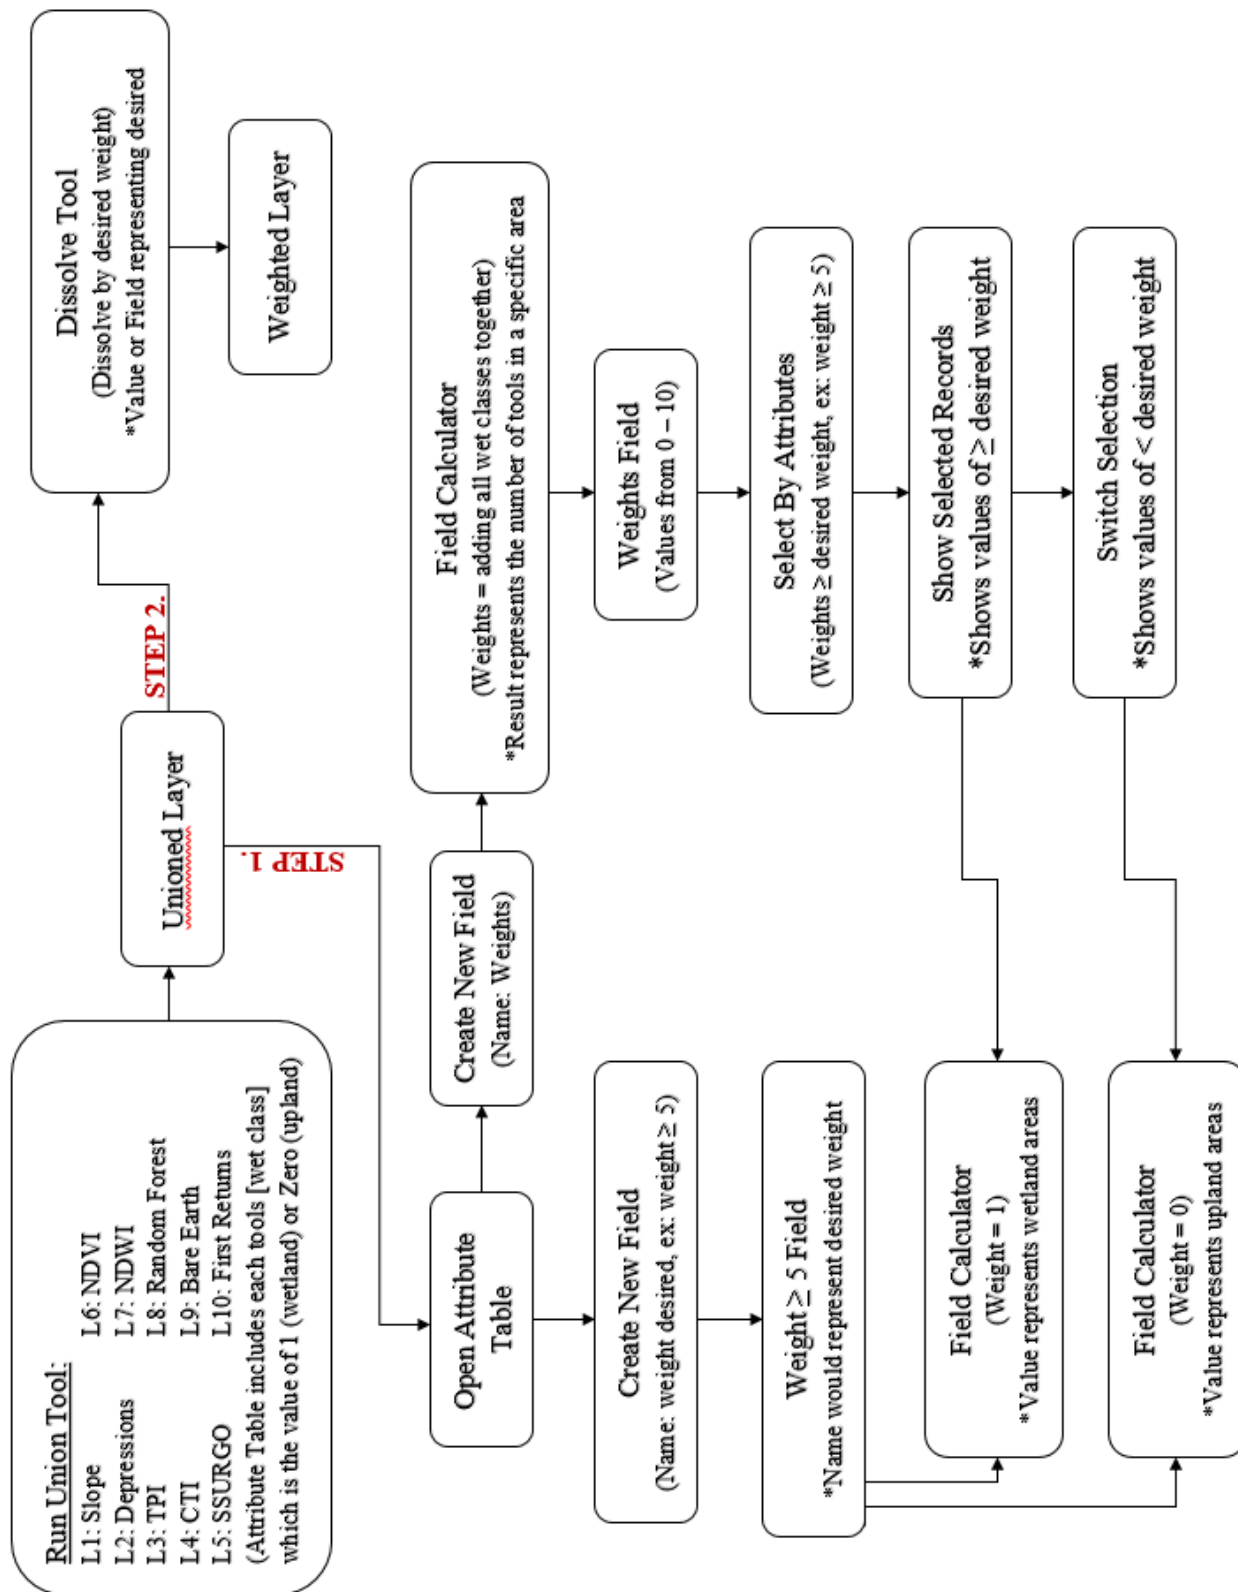 Run Union Tool:
L1: Slope
L2: Depressions
L3: TPI
L4: CTI
L5: SSURGO
L6: NDVI
L7: NDWI
L8: Random Forest
L9: Bare Earth
L10: First Returns
(Attribute Table includes each tools [wet class]
which is the value of 1 (wetland) or Zero (upland)
Unioned Layer
STEP 2.
Dissolve Tool
(Dissolve by desired weight)
*Value or Field representing desired
Weighted Layer
STEP 1.
Open Attribute
Table
Create New Field
(Name: Weights)
Field Calculator
(Weights = adding all wet classes together)
*Result represents the number of tools in a specific area
Weights Field
(Values from 0 – 10)
Select By Attributes
(Weights ≥ desired weight, ex: weight ≥ 5)
Show Selected Records
*Shows values of ≥ desired weight
Switch Selection
*Shows values of < desired weight
Create New Field
(Name: weight desired, ex: weight ≥ 5)
Weight ≥ 5 Field
*Name would represent desired weight
Field Calculator
(Weight = 1)
*Value represents wetland areas
Field Calculator
(Weight = 0)
*Value represents upland areas